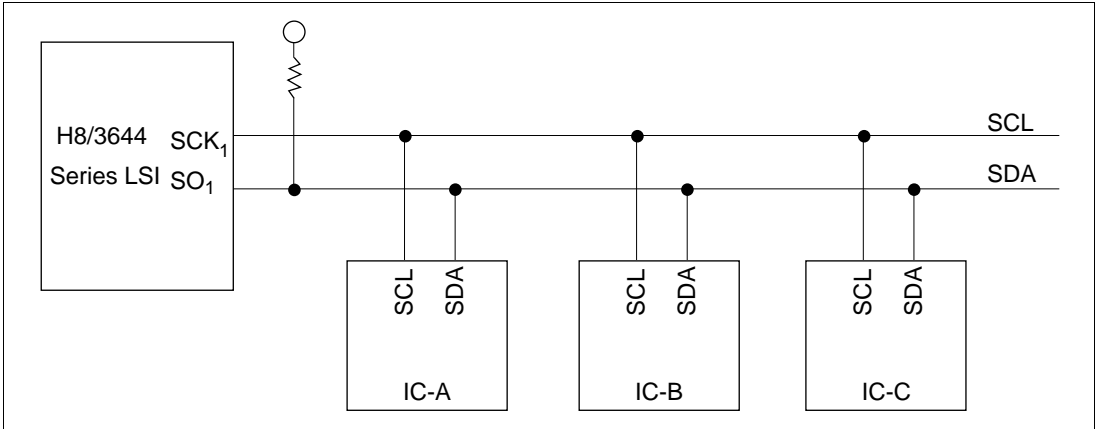 H8/3644 SCK1
Series LSI SO1
SCL
SDA
SCL SDA
IC-A
SCL SDA
IC-B
SCL SDA
IC-C